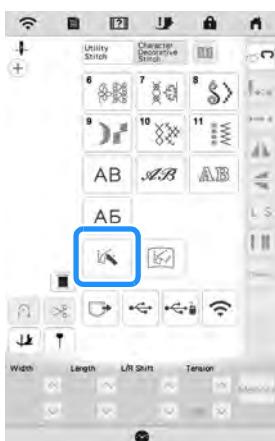 Utility
Stitch
Character
Decorative
Stitch
6
7
8
9
10
11
AB
AB
AB
АБ
L S
Width
Length
L/R Shift
Tension